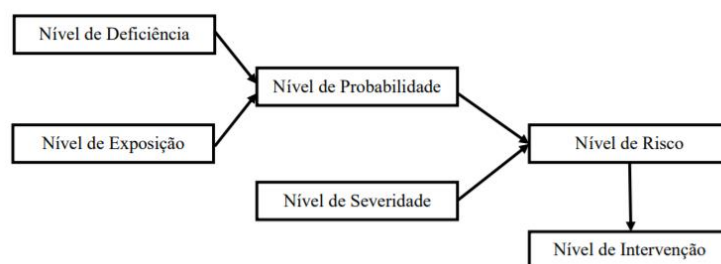 Nível de Deficiência
Nível de Probabilidade
Nível de Exposição
Nível de Risco
Nível de Severidade
Nível de Intervenção